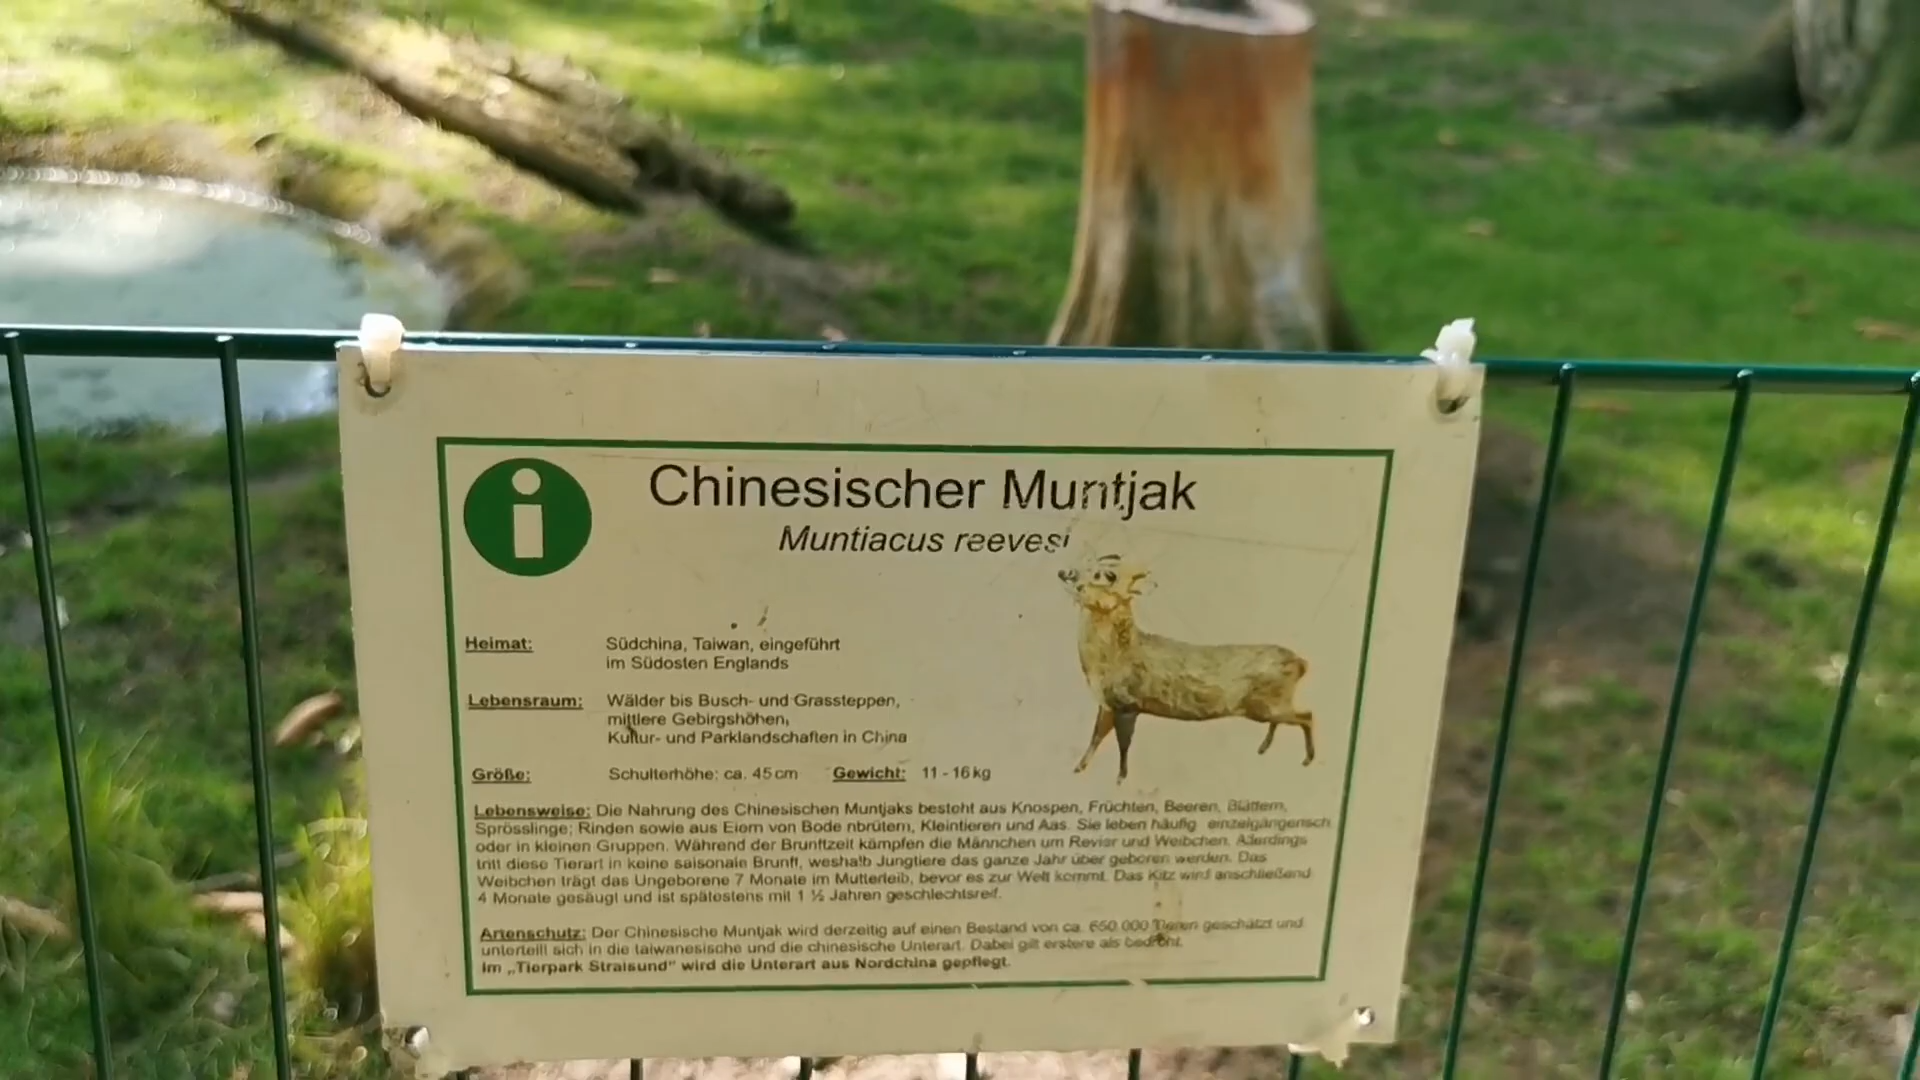 i
Chinesischer Muntjak
Muntiacus reevesi
Heimat: Südchina, Taiwan, eingeführt
im Südosten Englands
Lebensraum: Wälder bis Busch- und Grassteppen,
mittlere Gebirgshöhen,
Kultur- und Parklandschaften in China
Größe: Schulterhöhe: ca. 45 cm Gewicht: 11 - 16 kg
Lebensweise: Die Nahrung des Chinesischen Muntjaks besteht aus Knospen, Früchten, Beeren, Blättern,
Sprösslinge; Rinden sowie aus Eiern von Bode nbrütern, Kleintieren und Aas. Sie leben häufig einzelgängerisch
oder in kleinen Gruppen. Während der Brunftzeit kämpfen die Männchen um Revier und Weibchen. Allerdings
tritt diese Tierart in keine saisonale Brunft, weshalb Jungtiere das ganze Jahr über geboren werden. Das
Weibchen trägt das Ungeborene 7 Monate im Mutterleib, bevor es zur Welt kommt. Das Kitz wird anschließend
4 Monate gesäugt und ist spätestens mit 1 ½ Jahren geschlechtsreif.
Artenschutz: Der Chinesische Muntjak wird derzeitig auf einen Bestand von ca. 650 000 Tieren geschätzt und
unterteilt sich in die taiwanesische und die chinesische Unterart. Dabei gilt erstere als bedroht.
Im „Tierpark Stralsund“ wird die Unterart aus Nordchina gepflegt.